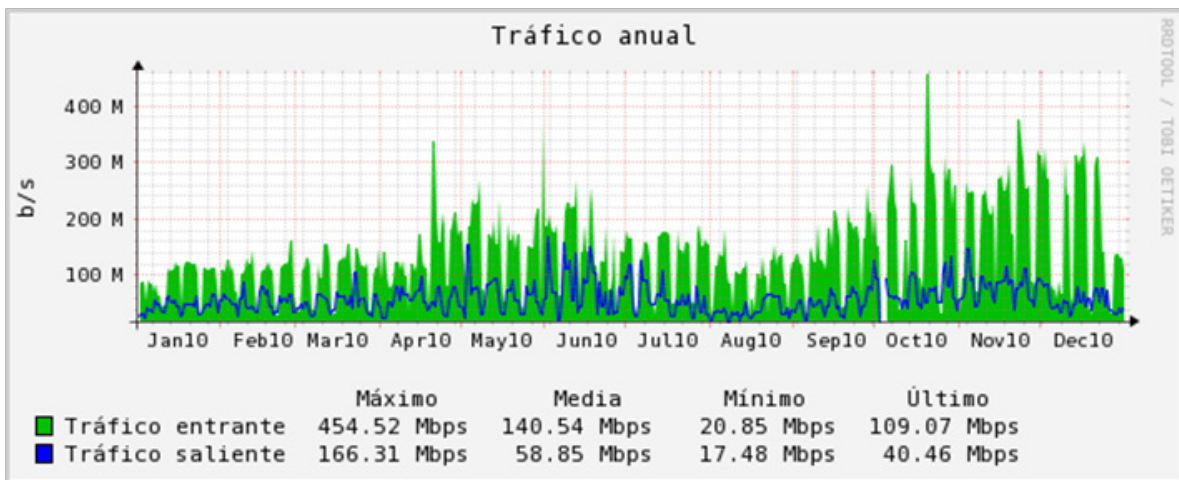 Tráfico anual
RRDTOOL / TOBI OETIKER
b/s
400 M
300 M
200 M
100 M
Jan10 Feb10 Mar10 Apr10 May10 Jun10 Jul10 Aug10 Sep10 Oct10 Nov10 Dec10
Máximo Media Mínimo Último
Tráfico entrante 454.52 Mbps 140.54 Mbps 20.85 Mbps 109.07 Mbps
Tráfico saliente 166.31 Mbps 58.85 Mbps 17.48 Mbps 40.46 Mbps